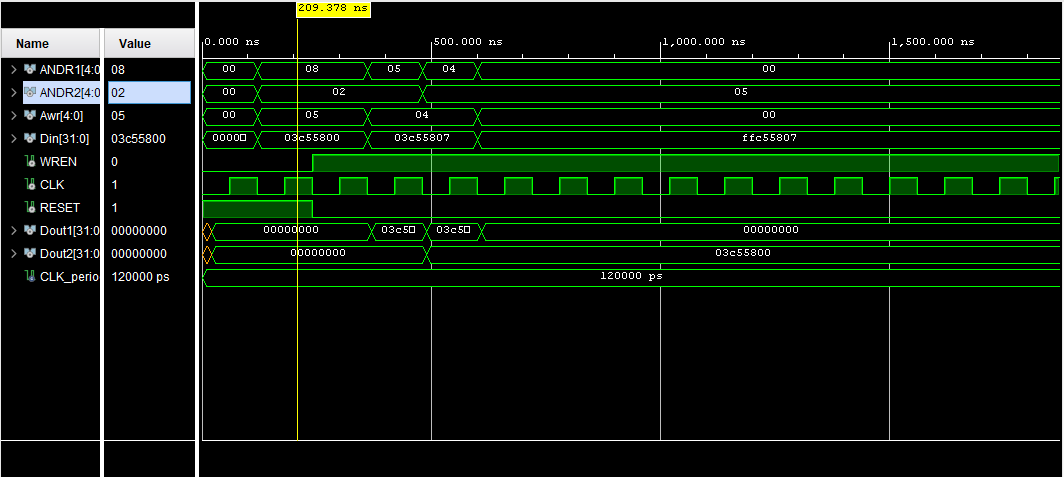 209.378 ns
Name Value 0.000 ns 500.000 ns 1,000.000 ns 1,500.000 ns
ANDR1[4:0 08 00 08 05 04 00
ANDR2[4:0 02 00 02 05
Awr[4:0] 05 00 05 04 00
Din[31:0] 03c55800 0000 03c55800 03c55807 ffc55807
WREN 0
CLK 1
RESET 1
Dout1[31:0 00000000 00000000 03c5 03c5 00000000
Dout2[31:0 00000000 00000000 03c55800
CLK_perio 120000 ps 120000 ps